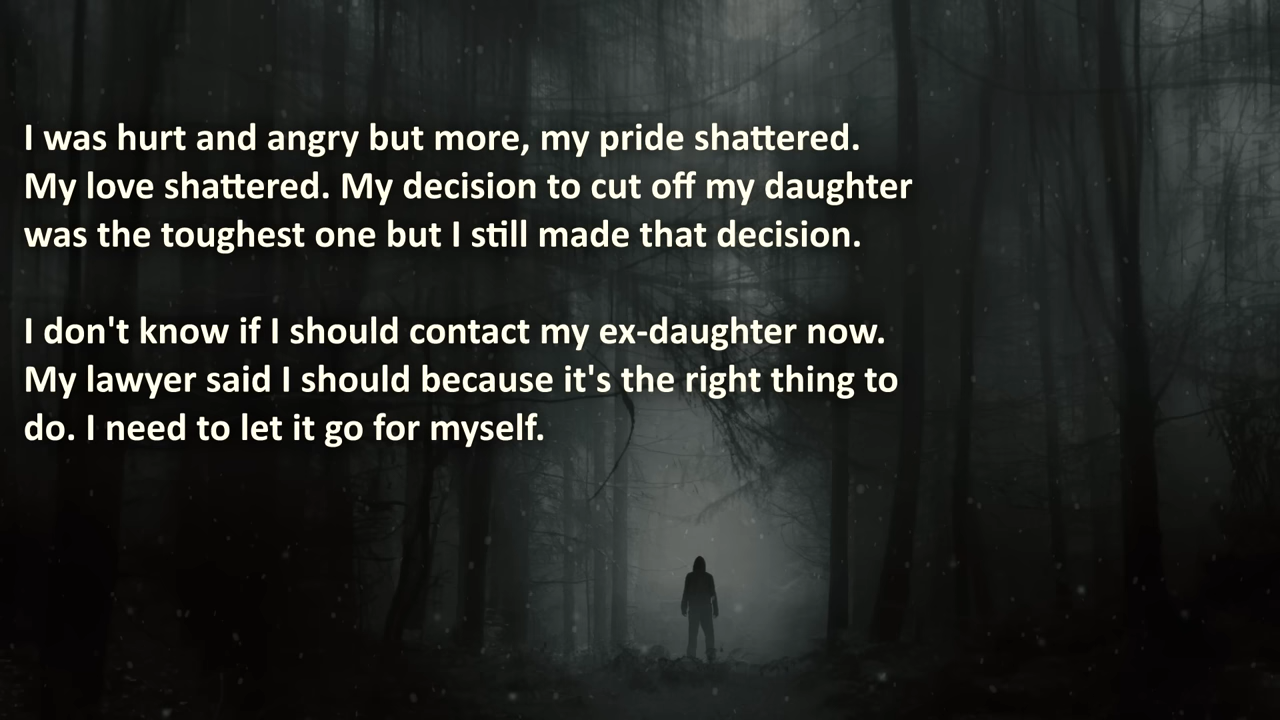 I was hurt and angry but more, my pride shattered.
My love shattered. My decision to cut off my daughter
was the toughest one but I still made that decision.
I don't know if I should contact my ex-daughter now.
My lawyer said I should because it's the right thing to
do. I need to let it go for myself.